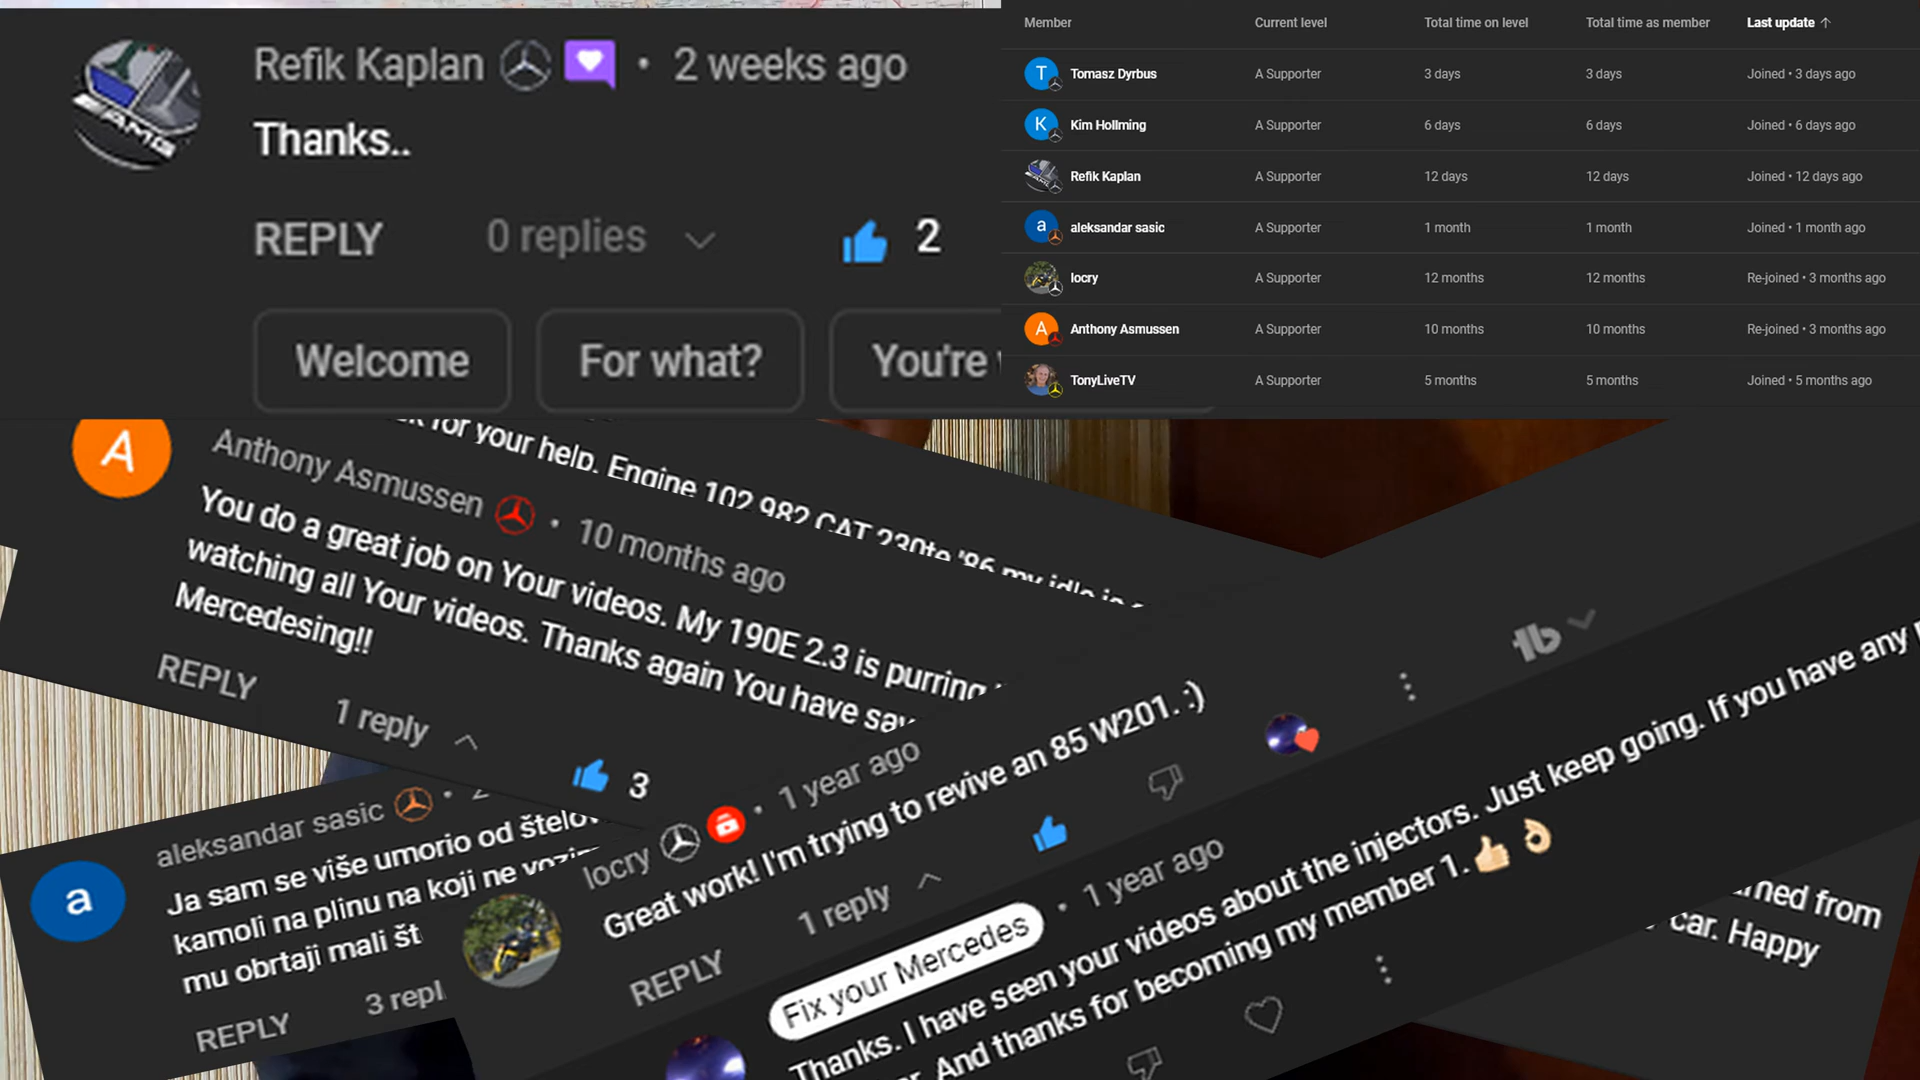 Refik Kaplan • 2 weeks ago
Thanks..
REPLY 0 replies 2
Welcome For what? You're
Member Current level Total time on level Total time as member Last update ↑
T Tomasz Dyrbus A Supporter 3 days 3 days Joined • 3 days ago
K Kim Hollming A Supporter 6 days 6 days Joined • 6 days ago
Refik Kaplan A Supporter 12 days 12 days Joined • 12 days ago
a aleksandar sasic A Supporter 1 month 1 month Joined • 1 month ago
locry A Supporter 12 months 12 months Re-joined • 3 months ago
A Anthony Asmussen A Supporter 10 months 10 months Re-joined • 3 months ago
TonyLiveTV A Supporter 5 months 5 months Joined • 5 months ago
for your help. Engine 102 982 CAT 230te '86 my idle is
A Anthony Asmussen • 10 months ago
You do a great job on Your videos. My 190E 2.3 is purring
watching all Your videos. Thanks again You have
Mercedesing!!
REPLY 1 reply
3
a aleksandar sasic •
Ja sam se više umorio od
kamoli na plinu na koji ne
mu obrtaji mali
REPLY 3
locry • 1 year ago
Great work! I'm trying to revive an 85 W201. :)
REPLY 1 reply
Fix your Mercedes • 1 year ago
Thanks. I have seen your videos about the injectors. Just keep going. If you have any
And thanks for becoming my member 1. 👍🏻👌🏻
from
car. Happy